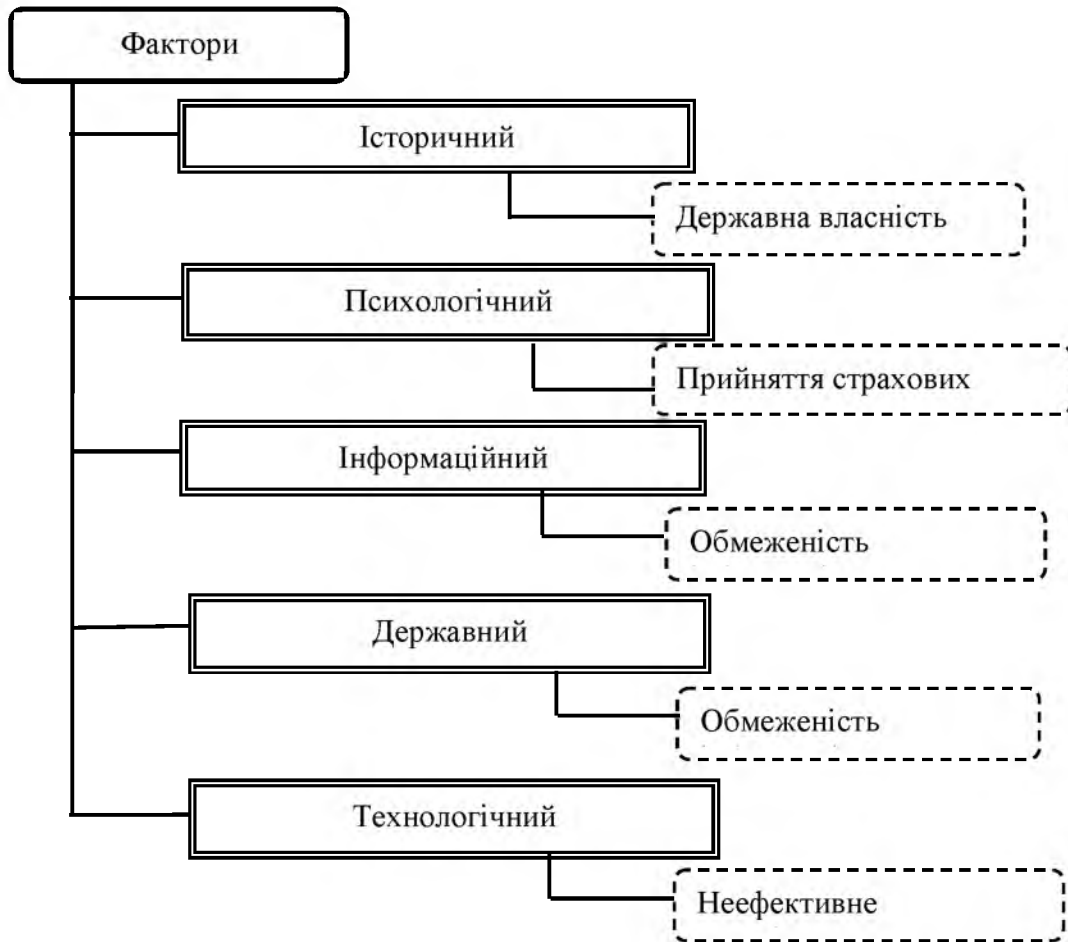 Фактори
Історичний
Державна власність
Психологічний
Прийняття страхових
Інформаційний
Обмеженість
Державний
Обмеженість
Технологічний
Неефективне